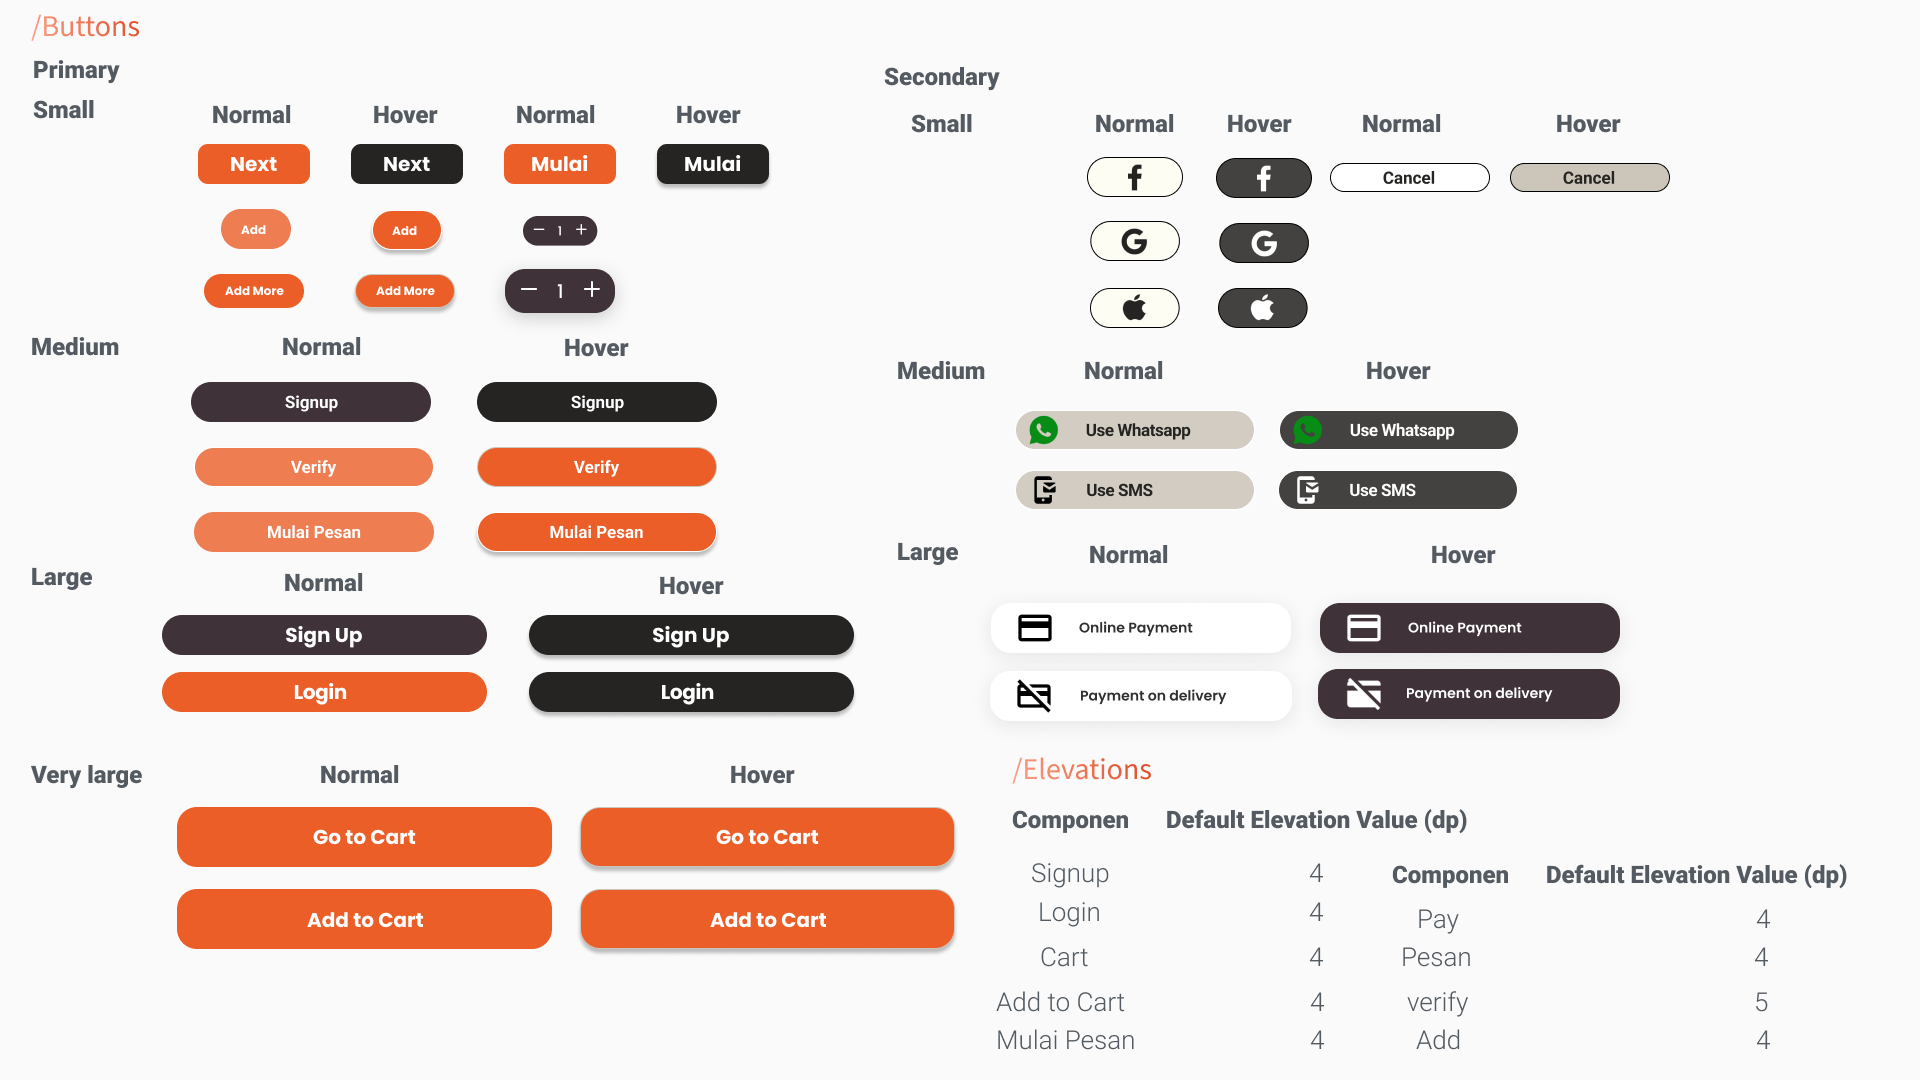 /Buttons
Primary
Small
Normal Hover Normal Hover
Next Next Mulai Mulai
Add Add − 1 +
Add More Add More − 1 +
Medium Normal Hover
Signup Signup
Verify Verify
Mulai Pesan Mulai Pesan
Large Normal Hover
Sign Up Sign Up
Login Login
Very large Normal Hover
Go to Cart Go to Cart
Add to Cart Add to Cart
Secondary
Small Normal Hover Normal Hover
f f Cancel Cancel
G G
Medium Normal Hover
Use Whatsapp Use Whatsapp
Use SMS Use SMS
Large Normal Hover
Online Payment Online Payment
Payment on delivery Payment on delivery
/Elevations
Componen Default Elevation Value (dp)
Signup 4
Login 4
Cart 4
Add to Cart 4
Mulai Pesan 4
Componen Default Elevation Value (dp)
Pay 4
Pesan 4
verify 5
Add 4